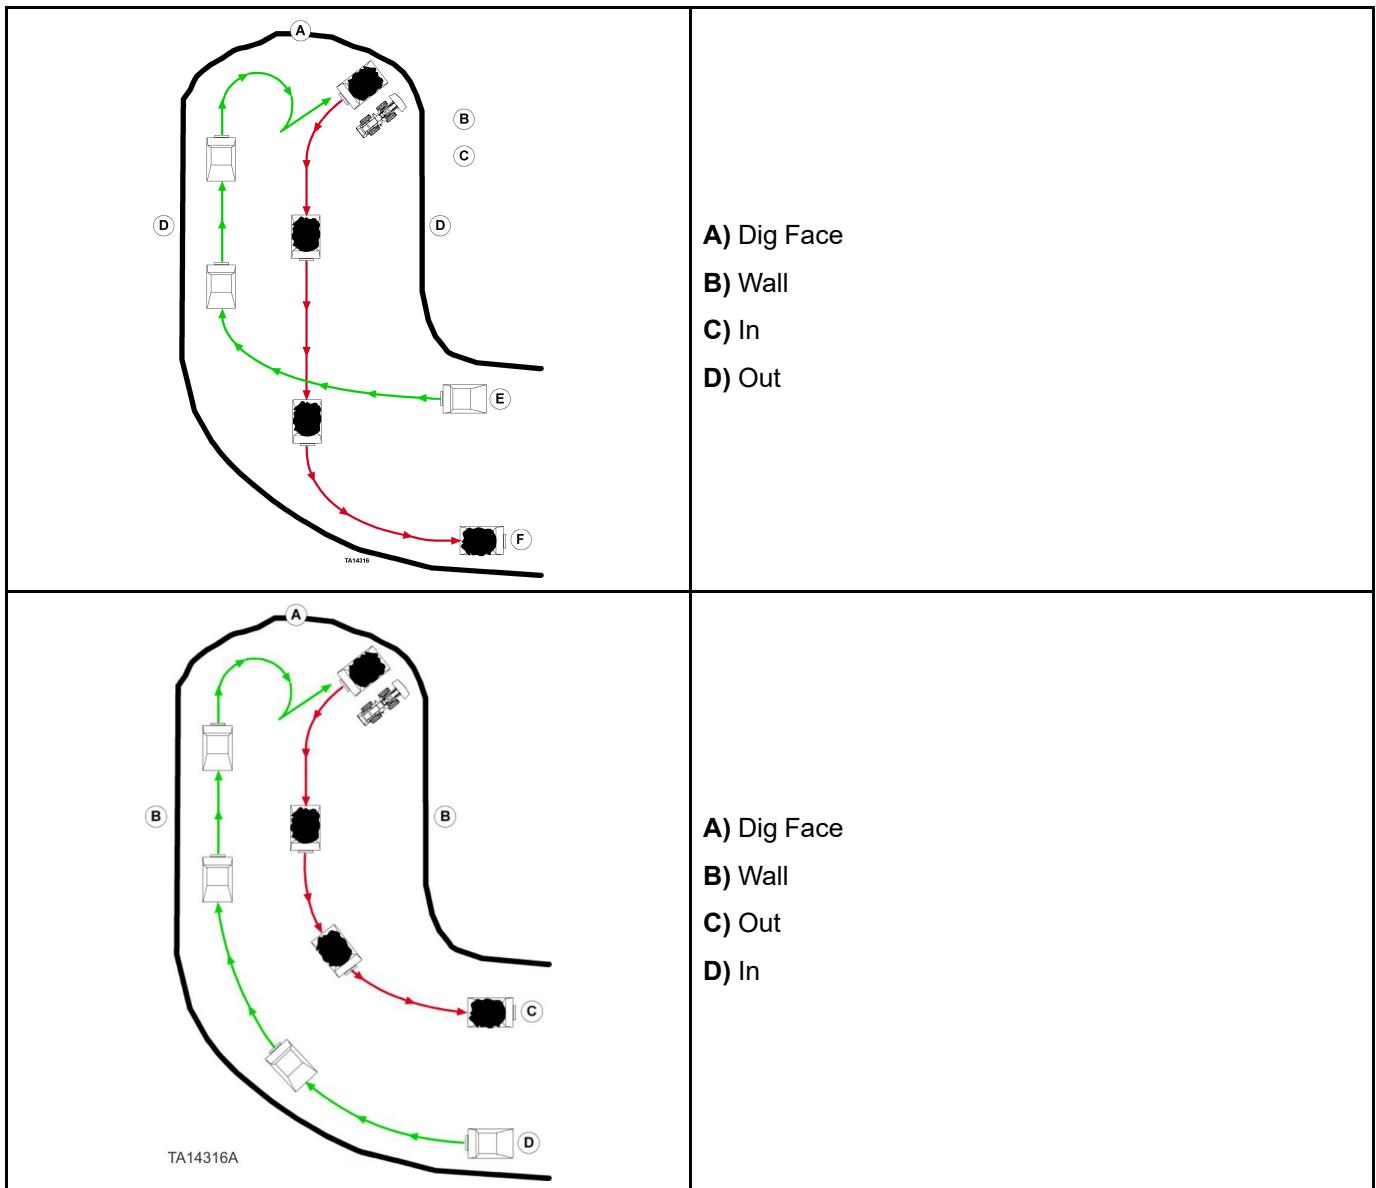 A
B
C
D
D
E
F
TA14316
A) Dig Face
B) Wall
C) In
D) Out
A
B
B
C
D
TA14316A
A) Dig Face
B) Wall
C) Out
D) In